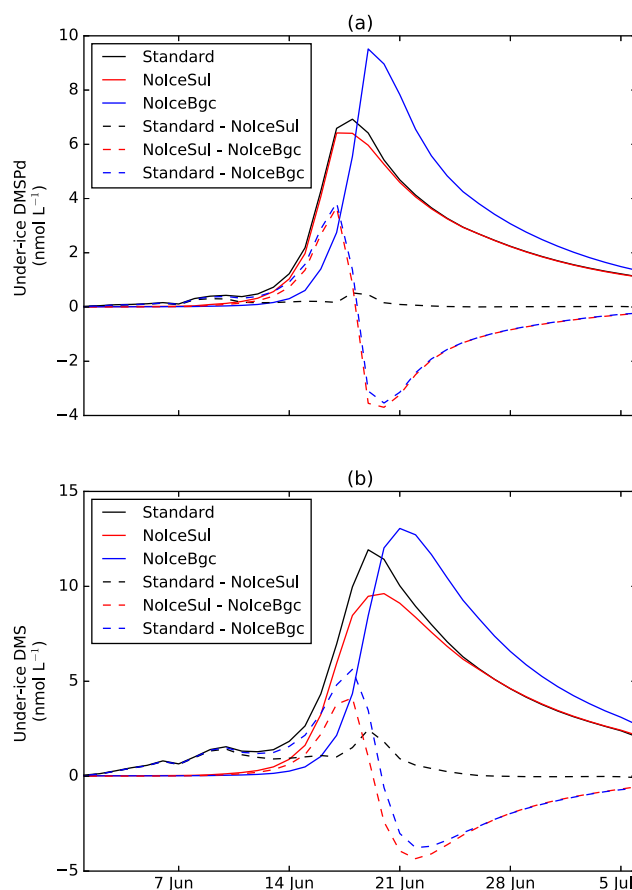 (a)
10
8
6
4
2
0
−2
−4
Under-ice DMSPd
(nmol L⁻¹)
Standard
NoIceSul
NoIceBgc
Standard - NoIceSul
NoIceSul - NoIceBgc
Standard - NoIceBgc
(b)
15
10
5
0
−5
Under-ice DMS
(nmol L⁻¹)
Standard
NoIceSul
NoIceBgc
Standard - NoIceSul
NoIceSul - NoIceBgc
Standard - NoIceBgc
7 Jun 14 Jun 21 Jun 28 Jun 5 Jul